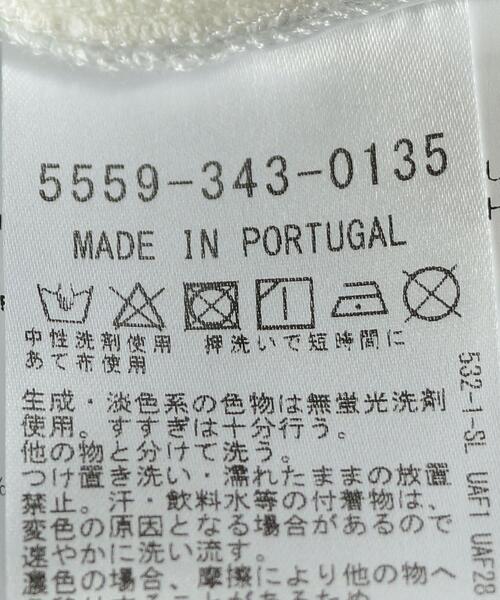 5559-343-0135
MADE IN PORTUGAL
中性洗剤使用 押洗いで短時間に
あて布使用
生成・淡色系の色物は無蛍光洗剤
使用。すすぎは十分行う。
他の物と分けて洗う。
つけ置き洗い・濡れたままの放置
禁止。汗・飲料水等の付着物は、
変色の原因となる場合があるので
速やかに洗い流す。
濃色の場合、摩擦により他の物へ
532-1-SL UAF1 UAF28